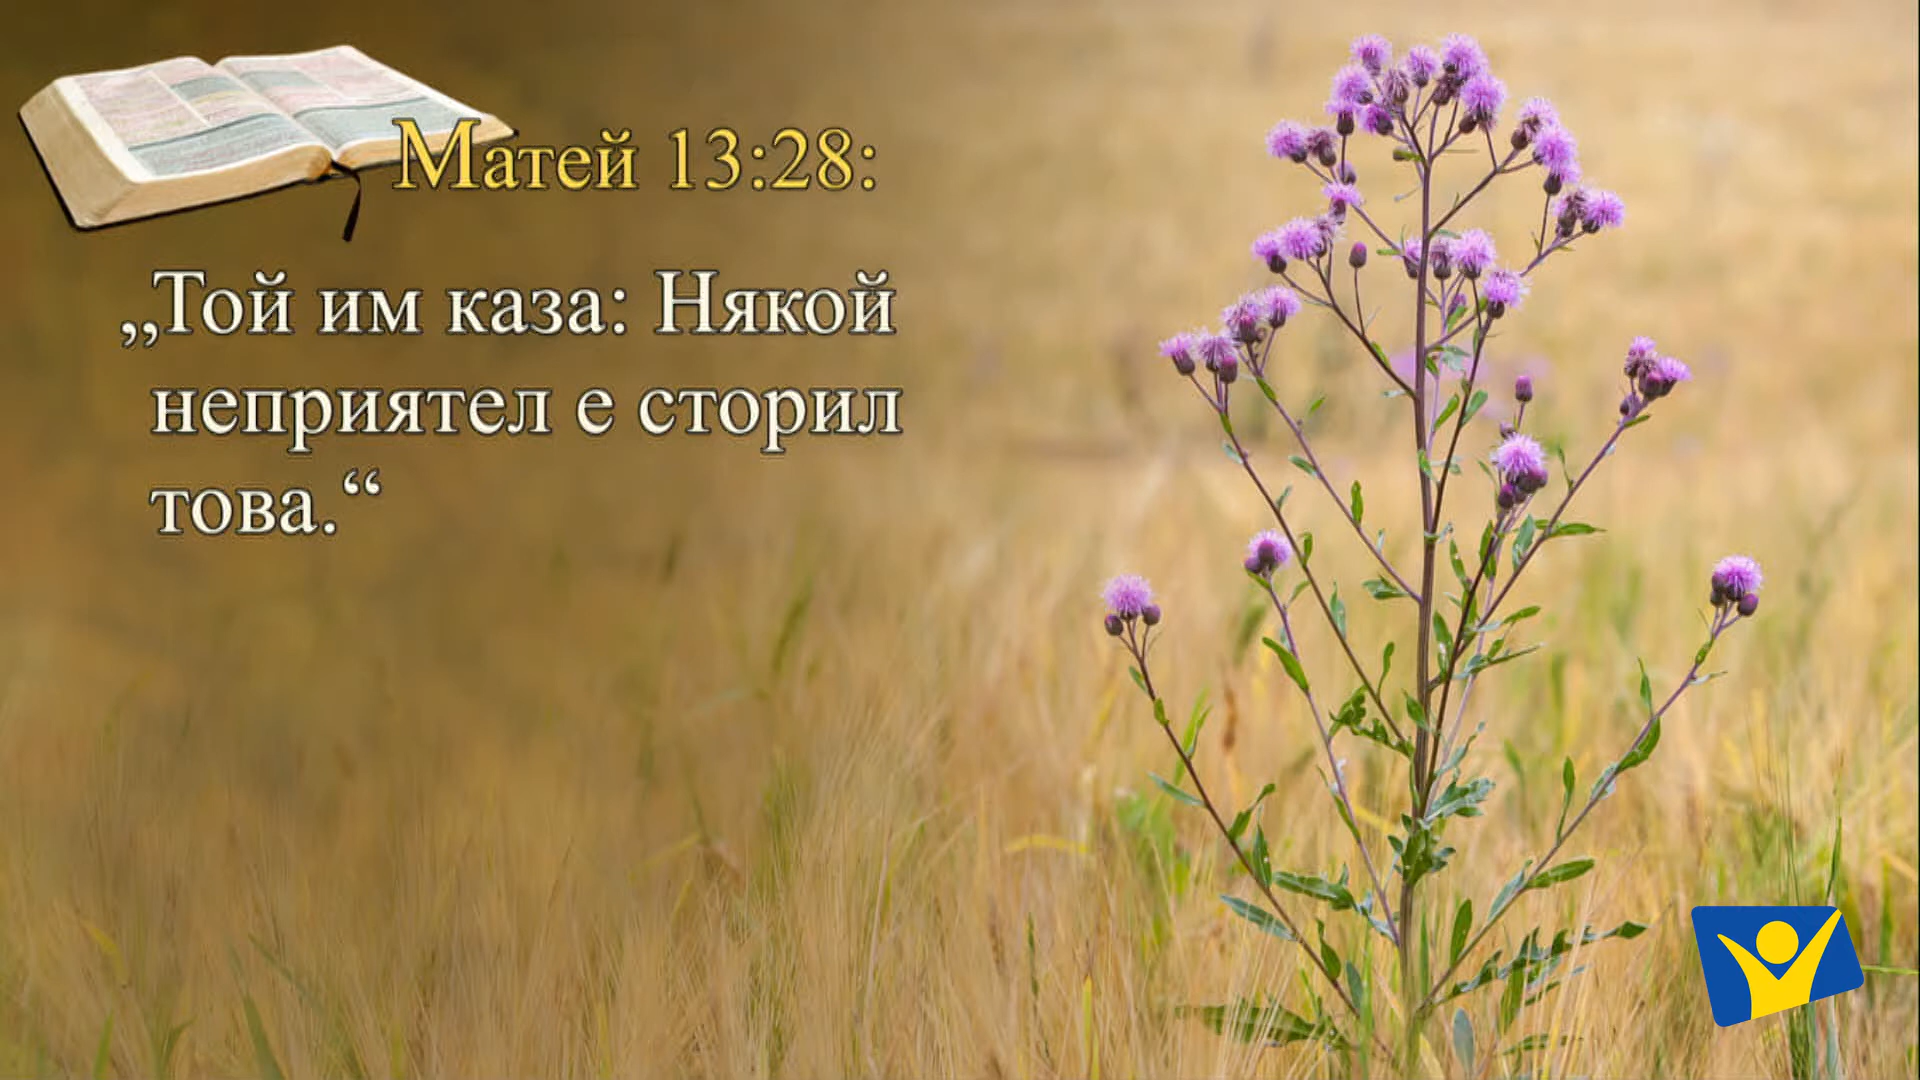 Матей 13:28:
„Той им каза: Някой
неприятел е сторил
това.“